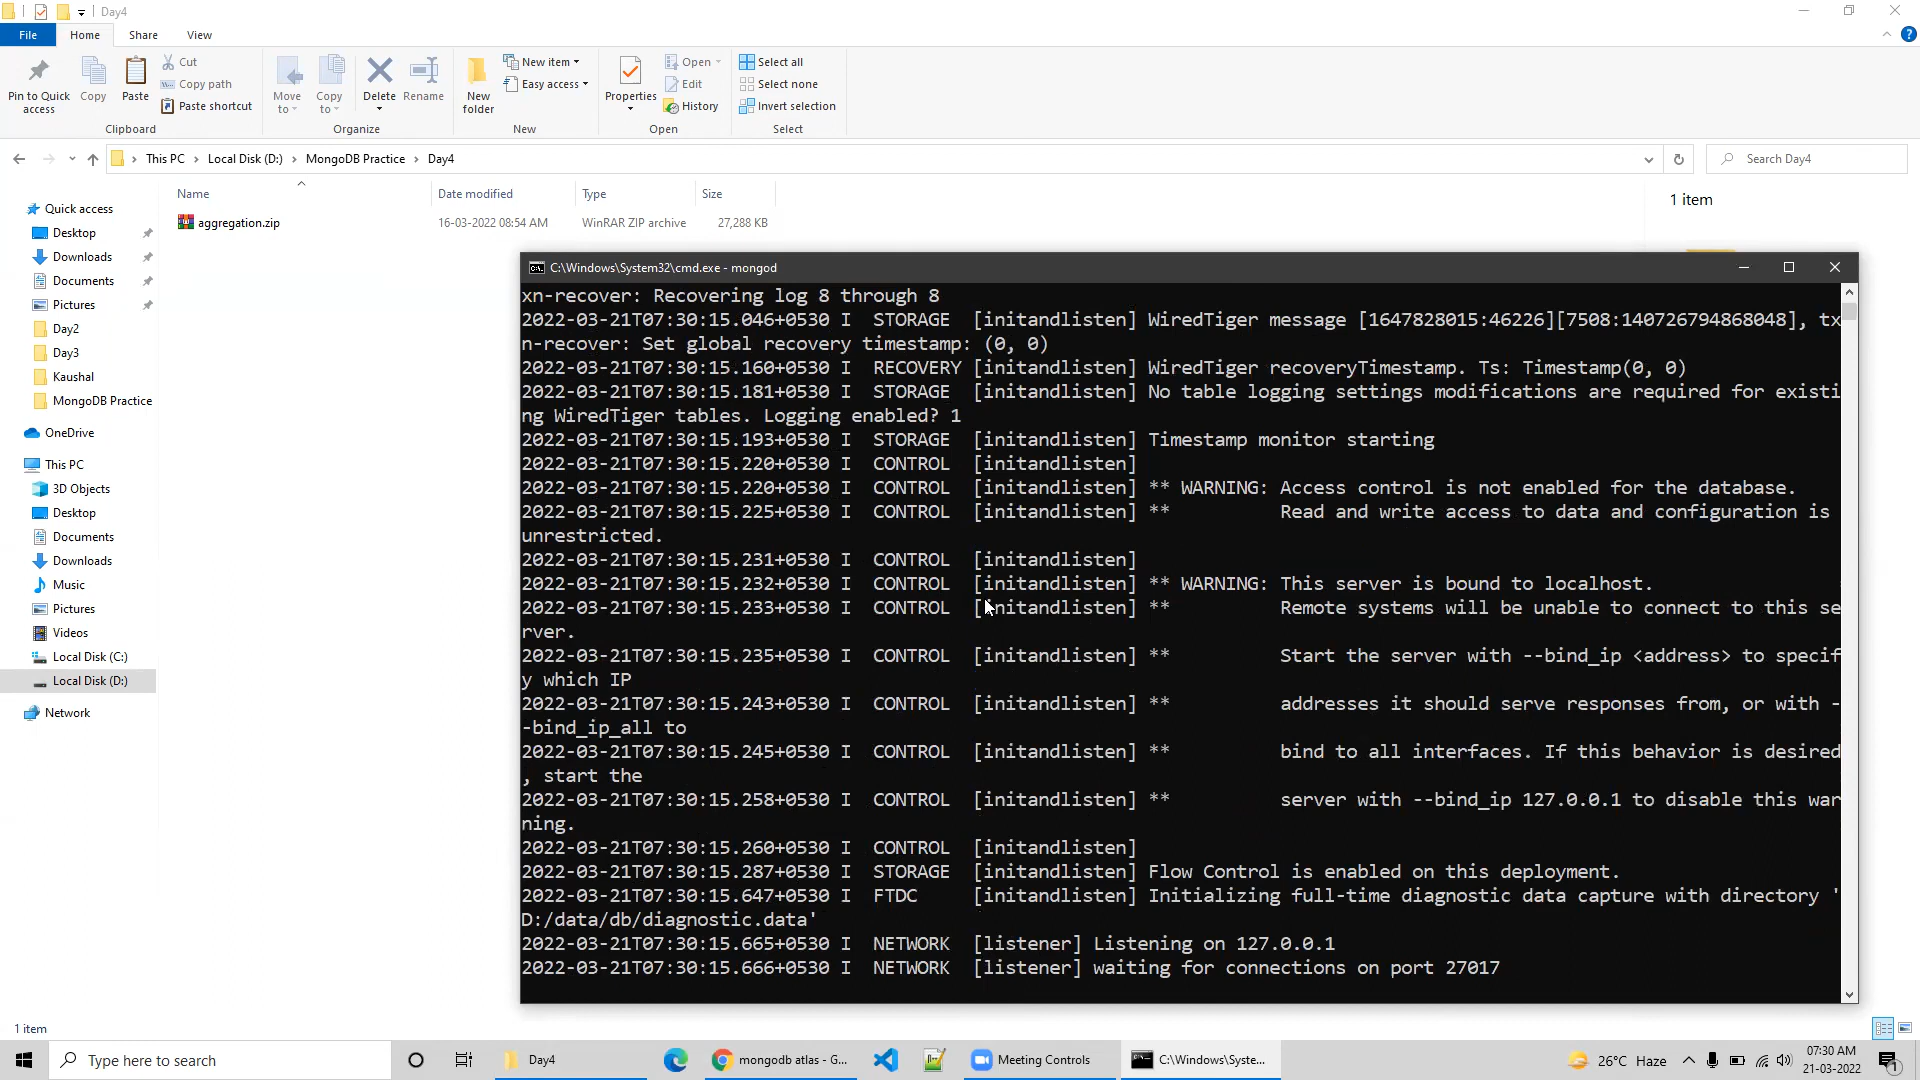 Day4
File
Home
Share
View
Pin to Quick access
Copy
Paste
Cut
Copy path
Paste shortcut
Clipboard
Move to
Copy to
Delete
Rename
Organize
New folder
New item
Easy access
New
Properties
Open
Edit
History
Open
Select all
Select none
Invert selection
Select
This PC > Local Disk (D:) > MongoDB Practice > Day4
Search Day4
Name Date modified Type Size
aggregation.zip 16-03-2022 08:54 AM WinRAR ZIP archive 27,288 KB
1 item
Quick access
Desktop
Downloads
Documents
Pictures
Day2
Day3
Kaushal
MongoDB Practice
OneDrive
This PC
3D Objects
Desktop
Documents
Downloads
Music
Pictures
Videos
Local Disk (C:)
Local Disk (D:)
Network
C:\Windows\System32\cmd.exe - mongod
xn-recover: Recovering log 8 through 8
2022-03-21T07:30:15.046+0530 I  STORAGE  [initandlisten] WiredTiger message [1647828015:46226][7508:140726794868048], tx
n-recover: Set global recovery timestamp: (0, 0)
2022-03-21T07:30:15.160+0530 I  RECOVERY [initandlisten] WiredTiger recoveryTimestamp. Ts: Timestamp(0, 0)
2022-03-21T07:30:15.181+0530 I  STORAGE  [initandlisten] No table logging settings modifications are required for existi
ng WiredTiger tables. Logging enabled? 1
2022-03-21T07:30:15.193+0530 I  STORAGE  [initandlisten] Timestamp monitor starting
2022-03-21T07:30:15.220+0530 I  CONTROL  [initandlisten]
2022-03-21T07:30:15.220+0530 I  CONTROL  [initandlisten] ** WARNING: Access control is not enabled for the database.
2022-03-21T07:30:15.225+0530 I  CONTROL  [initandlisten] **          Read and write access to data and configuration is
unrestricted.
2022-03-21T07:30:15.231+0530 I  CONTROL  [initandlisten]
2022-03-21T07:30:15.232+0530 I  CONTROL  [initandlisten] ** WARNING: This server is bound to localhost.
2022-03-21T07:30:15.233+0530 I  CONTROL  [initandlisten] **          Remote systems will be unable to connect to this se
rver.
2022-03-21T07:30:15.235+0530 I  CONTROL  [initandlisten] **          Start the server with --bind_ip <address> to specif
y which IP
2022-03-21T07:30:15.243+0530 I  CONTROL  [initandlisten] **          addresses it should serve responses from, or with -
-bind_ip_all to
2022-03-21T07:30:15.245+0530 I  CONTROL  [initandlisten] **          bind to all interfaces. If this behavior is desired
, start the
2022-03-21T07:30:15.258+0530 I  CONTROL  [initandlisten] **          server with --bind_ip 127.0.0.1 to disable this war
ning.
2022-03-21T07:30:15.260+0530 I  CONTROL  [initandlisten]
2022-03-21T07:30:15.287+0530 I  STORAGE  [initandlisten] Flow Control is enabled on this deployment.
2022-03-21T07:30:15.647+0530 I  FTDC     [initandlisten] Initializing full-time diagnostic data capture with directory '
D:/data/db/diagnostic.data'
2022-03-21T07:30:15.665+0530 I  NETWORK  [listener] Listening on 127.0.0.1
2022-03-21T07:30:15.666+0530 I  NETWORK  [listener] waiting for connections on port 27017
1 item
Type here to search
Day4
mongodb atlas - G...
Meeting Controls
C:\Windows\Syste...
26°C Haze
07:30 AM
21-03-2022
1